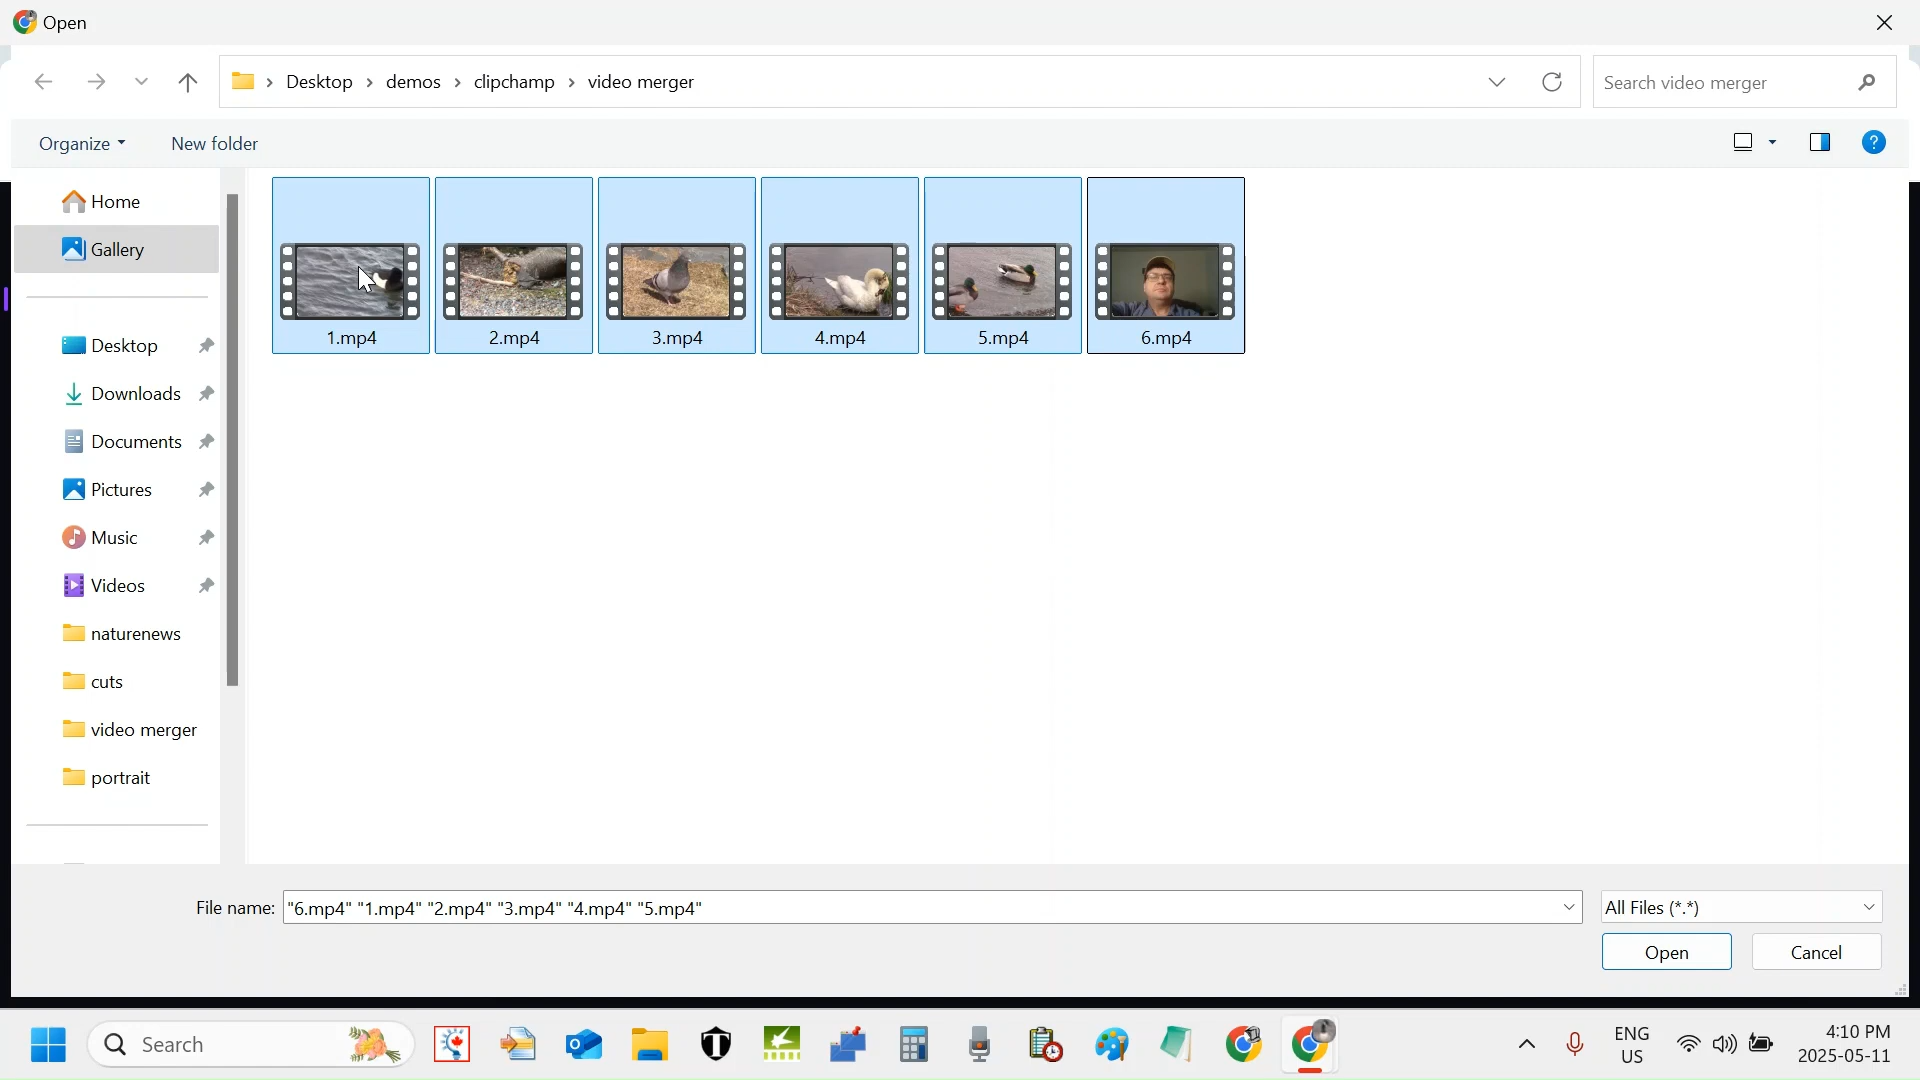 Open
Desktop > demos > clipchamp > video merger
Search video merger
Organize
New folder
Home
Gallery
Desktop
Downloads
Documents
Pictures
Music
Videos
naturenews
cuts
video merger
portrait
1.mp4
2.mp4
3.mp4
4.mp4
5.mp4
6.mp4
File name:
"6.mp4" "1.mp4" "2.mp4" "3.mp4" "4.mp4" "5.mp4"
All Files (*.*)
Open
Cancel
Search
ENG
US
4:10 PM
2025-05-11